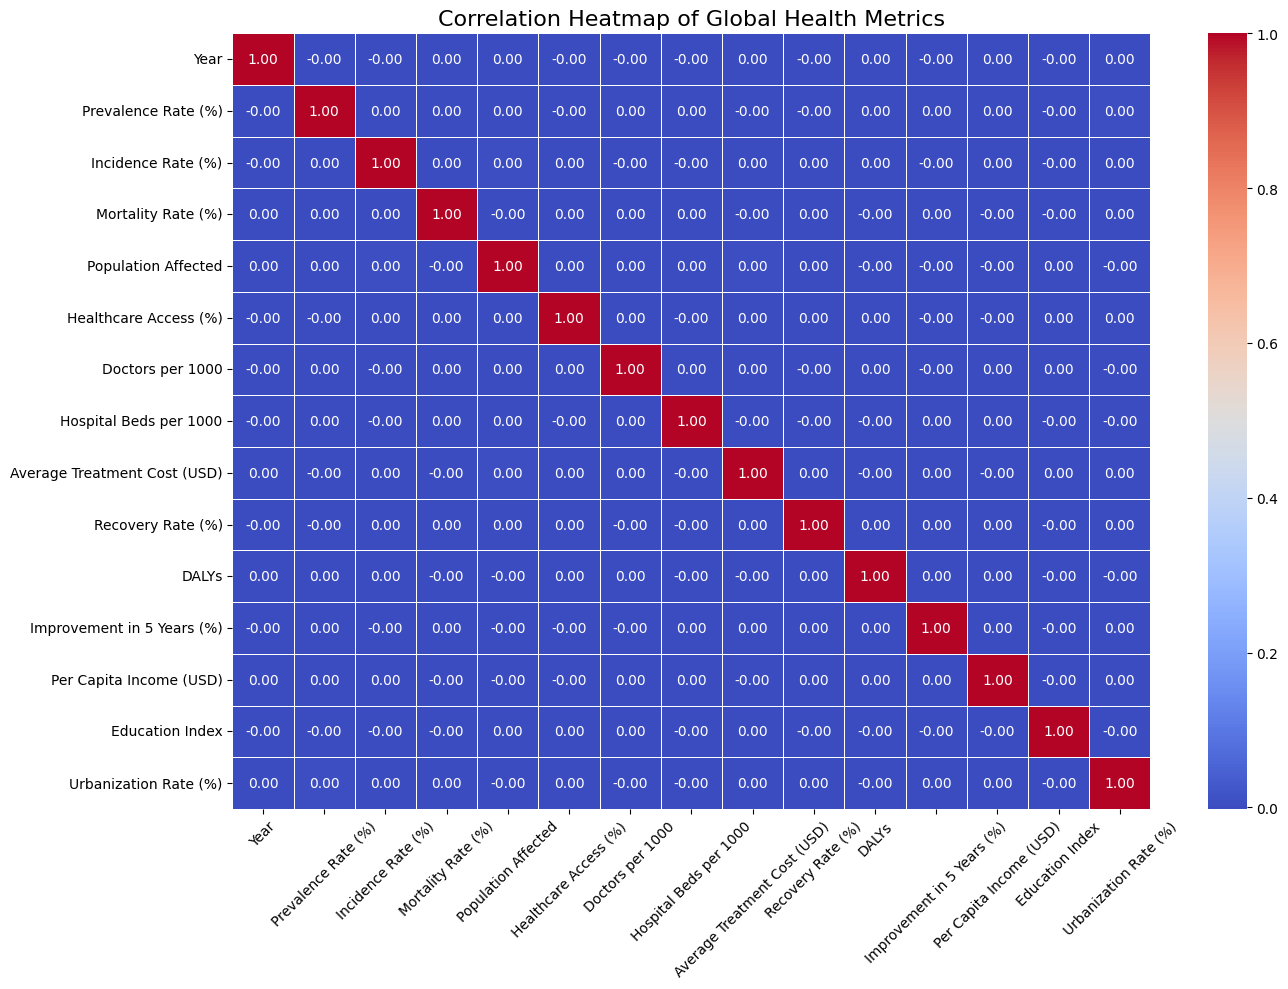 Correlation Heatmap of Global Health Metrics
Year 1.00 -0.00 -0.00 0.00 0.00 -0.00 -0.00 -0.00 0.00 -0.00 0.00 -0.00 0.00 -0.00 0.00
Prevalence Rate (%) -0.00 1.00 0.00 0.00 0.00 -0.00 0.00 0.00 -0.00 -0.00 0.00 0.00 0.00 -0.00 0.00
Incidence Rate (%) -0.00 0.00 1.00 0.00 0.00 0.00 -0.00 -0.00 0.00 0.00 0.00 -0.00 0.00 -0.00 0.00
Mortality Rate (%) 0.00 0.00 0.00 1.00 -0.00 0.00 0.00 0.00 -0.00 0.00 -0.00 0.00 -0.00 -0.00 0.00
Population Affected 0.00 0.00 0.00 -0.00 1.00 0.00 0.00 0.00 0.00 0.00 -0.00 -0.00 -0.00 0.00 -0.00
Healthcare Access (%) -0.00 -0.00 0.00 0.00 0.00 1.00 0.00 -0.00 0.00 0.00 0.00 -0.00 -0.00 0.00 0.00
Doctors per 1000 -0.00 0.00 -0.00 0.00 0.00 0.00 1.00 0.00 0.00 -0.00 0.00 -0.00 0.00 0.00 -0.00
Hospital Beds per 1000 -0.00 0.00 -0.00 0.00 0.00 -0.00 0.00 1.00 -0.00 -0.00 -0.00 0.00 0.00 -0.00 -0.00
Average Treatment Cost (USD) 0.00 -0.00 0.00 -0.00 0.00 0.00 0.00 -0.00 1.00 0.00 -0.00 0.00 -0.00 0.00 0.00
Recovery Rate (%) -0.00 -0.00 0.00 0.00 0.00 0.00 -0.00 -0.00 0.00 1.00 0.00 0.00 0.00 -0.00 0.00
DALYs 0.00 0.00 0.00 -0.00 -0.00 0.00 0.00 -0.00 -0.00 0.00 1.00 0.00 0.00 -0.00 -0.00
Improvement in 5 Years (%) -0.00 0.00 -0.00 0.00 -0.00 -0.00 -0.00 0.00 0.00 0.00 0.00 1.00 0.00 -0.00 0.00
Per Capita Income (USD) 0.00 0.00 0.00 -0.00 -0.00 -0.00 0.00 0.00 -0.00 0.00 0.00 0.00 1.00 -0.00 0.00
Education Index -0.00 -0.00 -0.00 -0.00 0.00 0.00 0.00 -0.00 0.00 -0.00 -0.00 -0.00 -0.00 1.00 -0.00
Urbanization Rate (%) 0.00 0.00 0.00 0.00 -0.00 0.00 -0.00 -0.00 0.00 0.00 -0.00 0.00 0.00 -0.00 1.00
Year
Prevalence Rate (%)
Incidence Rate (%)
Mortality Rate (%)
Population Affected
Healthcare Access (%)
Doctors per 1000
Hospital Beds per 1000
Average Treatment Cost (USD)
Recovery Rate (%)
DALYs
Improvement in 5 Years (%)
Per Capita Income (USD)
Education Index
Urbanization Rate (%)
1.0
0.8
0.6
0.4
0.2
0.0